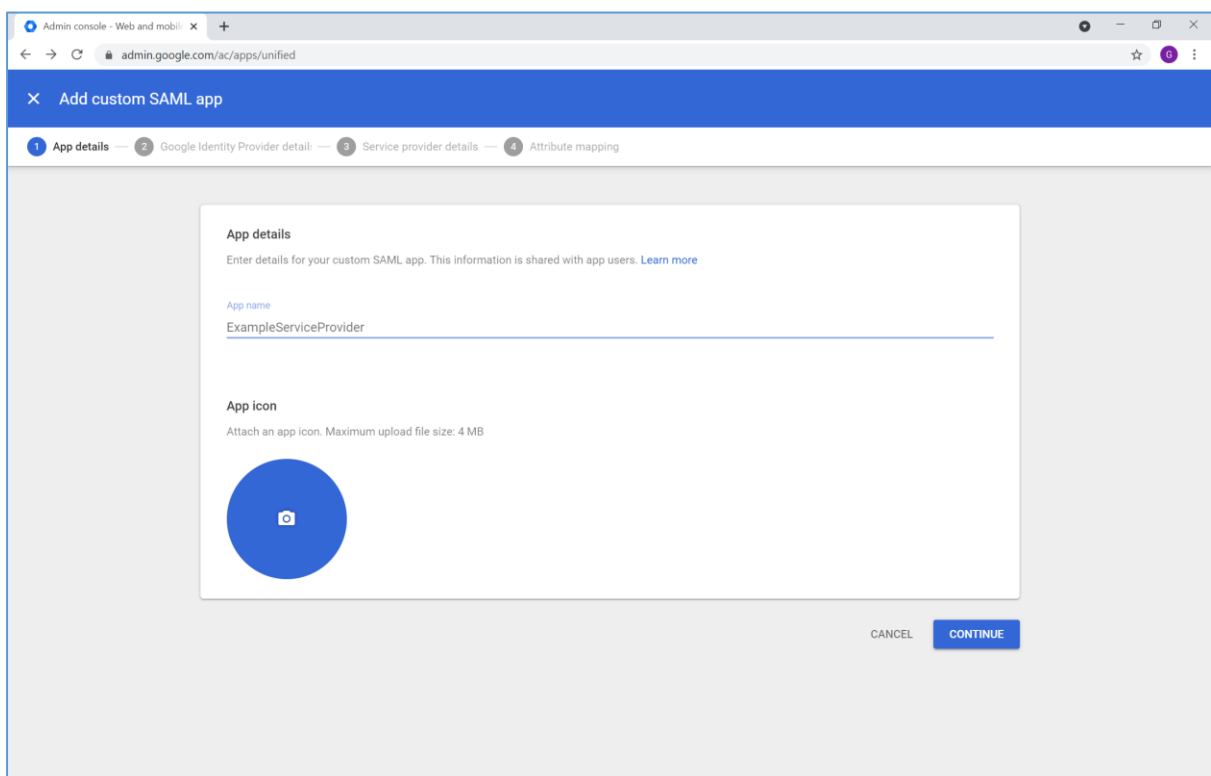 Admin console - Web and mobil
admin.google.com/ac/apps/unified
G
Add custom SAML app
1 App details — 2 Google Identity Provider detail — 3 Service provider details — 4 Attribute mapping
App details
Enter details for your custom SAML app. This information is shared with app users. Learn more
App name
ExampleServiceProvider
App icon
Attach an app icon. Maximum upload file size: 4 MB
CANCEL CONTINUE